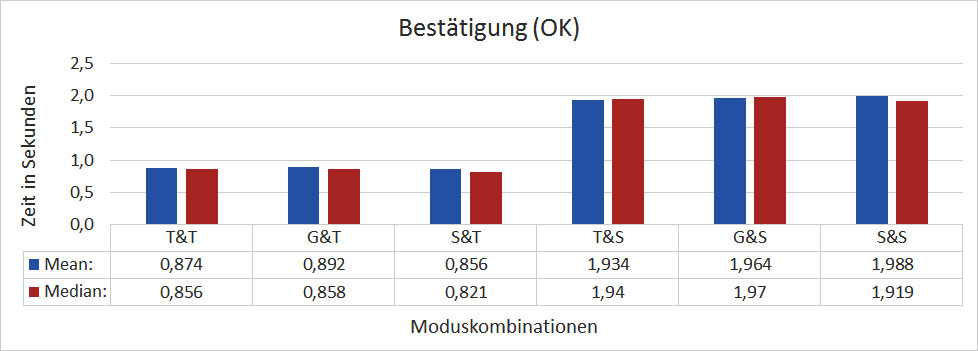 Bestätigung (OK)
Zeit in Sekunden
2,5
2,0
1,5
1,0
0,5
0,0
T&T G&T S&T T&S G&S S&S
Mean: 0,874 0,892 0,856 1,934 1,964 1,988
Median: 0,856 0,858 0,821 1,94 1,97 1,919
Moduskombinationen